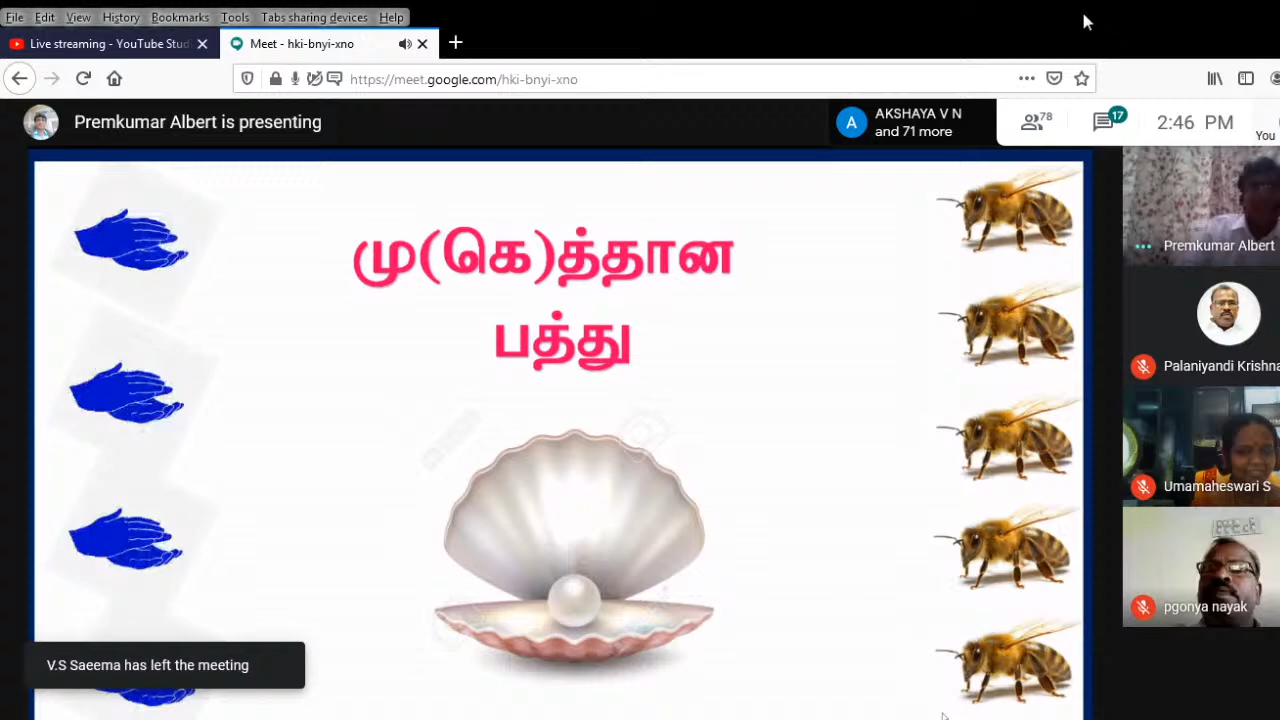 File Edit View History Bookmarks Tools Tabs sharing devices Help
Live streaming - YouTube Stud
Meet - hki-bnyi-xno
https://meet.google.com/hki-bnyi-xno
Premkumar Albert is presenting
A
AKSHAYA V N
and 71 more
78
17
2:46 PM
You
மு(கெ)த்தான
பத்து
Premkumar Albert
Palaniyandi Krishna
Umamaheswari S
pgonya nayak
V.S Saeema has left the meeting